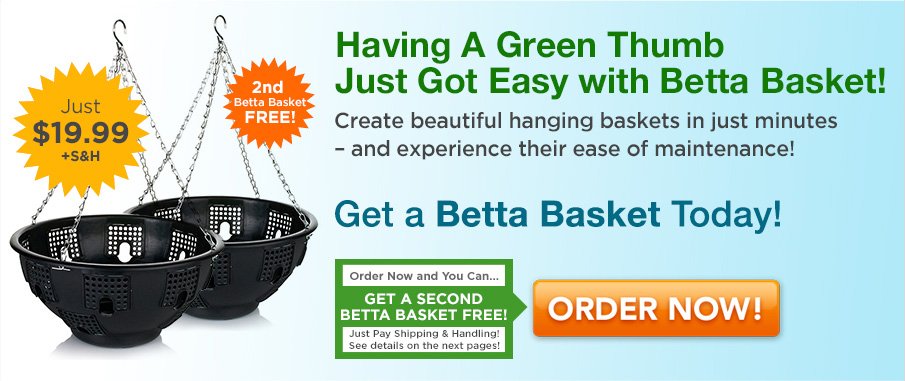 Having A Green Thumb
Just Got Easy with Betta Basket!
Create beautiful hanging baskets in just minutes
– and experience their ease of maintenance!
Just
$19.99
+S&H
2nd
Betta Basket
FREE!
Get a Betta Basket Today!
Order Now and You Can...
GET A SECOND
BETTA BASKET FREE!
Just Pay Shipping & Handling!
See details on the next pages!
ORDER NOW!